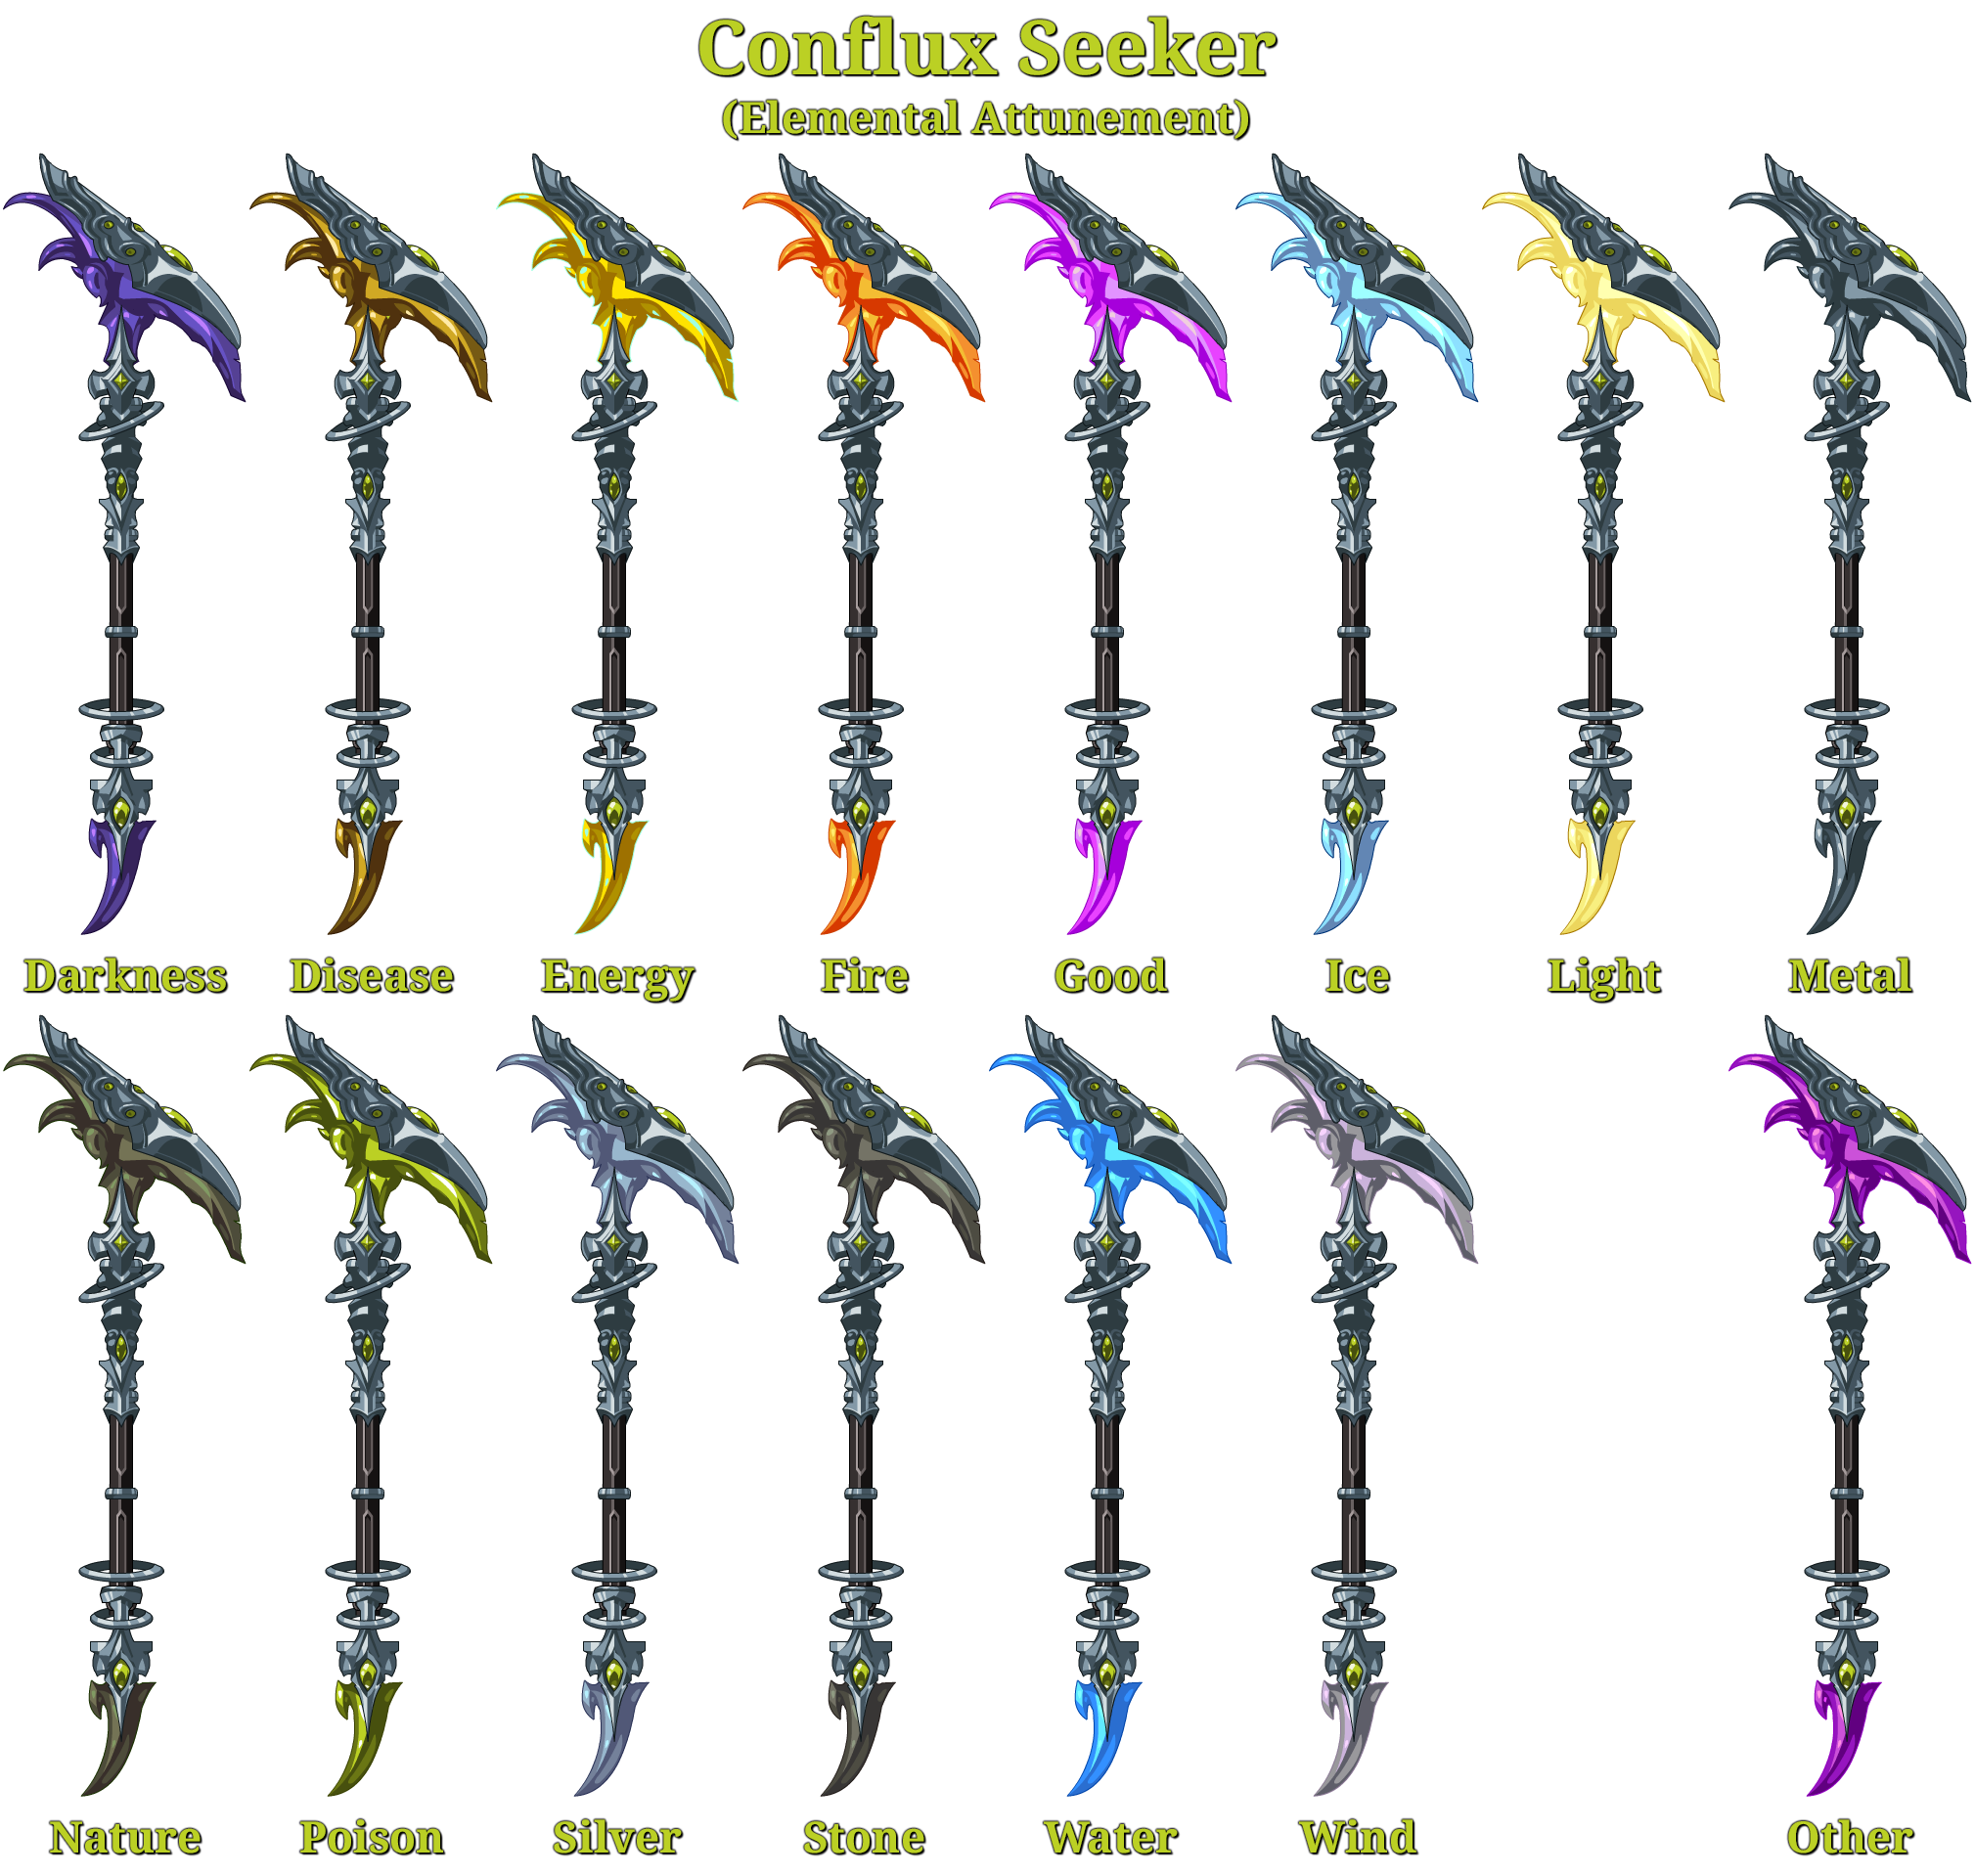 Conflux Seeker
(Elemental Attunement)
Darkness Disease Energy Fire Good Ice Light Metal
Nature Poison Silver Stone Water Wind Other